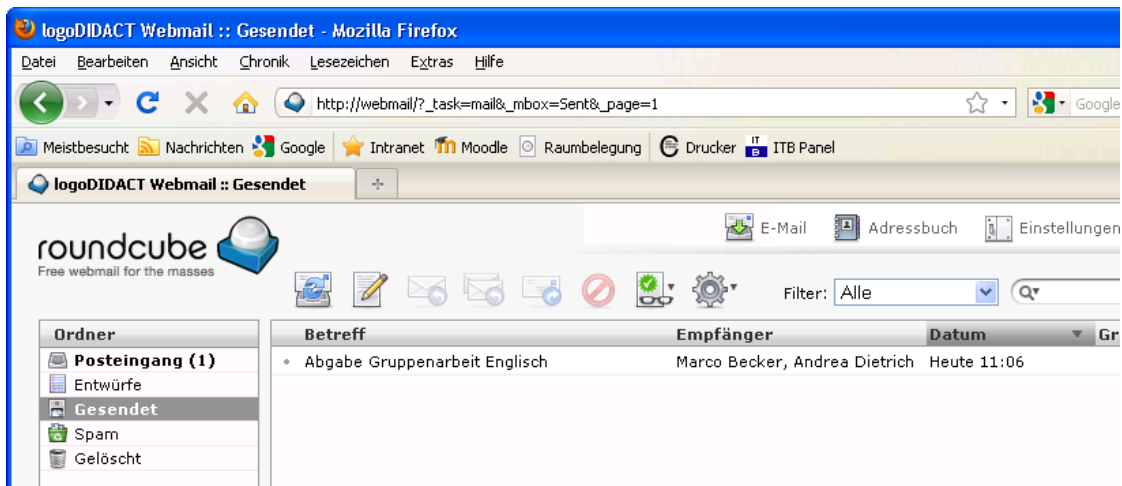 logoDIDACT Webmail :: Gesendet - Mozilla Firefox
Datei Bearbeiten Ansicht Chronik Lesezeichen Extras Hilfe
http://webmail/?_task=mail&_mbox=Sent&_page=1 Google
Meistbesucht Nachrichten Google Intranet Moodle Raumbelegung Drucker ITB Panel
logoDIDACT Webmail :: Gesendet
E-Mail Adressbuch Einstellungen
roundcube
Free webmail for the masses
Filter: Alle
Ordner Betreff Empfänger Datum Gr
Posteingang (1) Abgabe Gruppenarbeit Englisch Marco Becker, Andrea Dietrich Heute 11:06
Entwürfe
Gesendet
Spam
Gelöscht